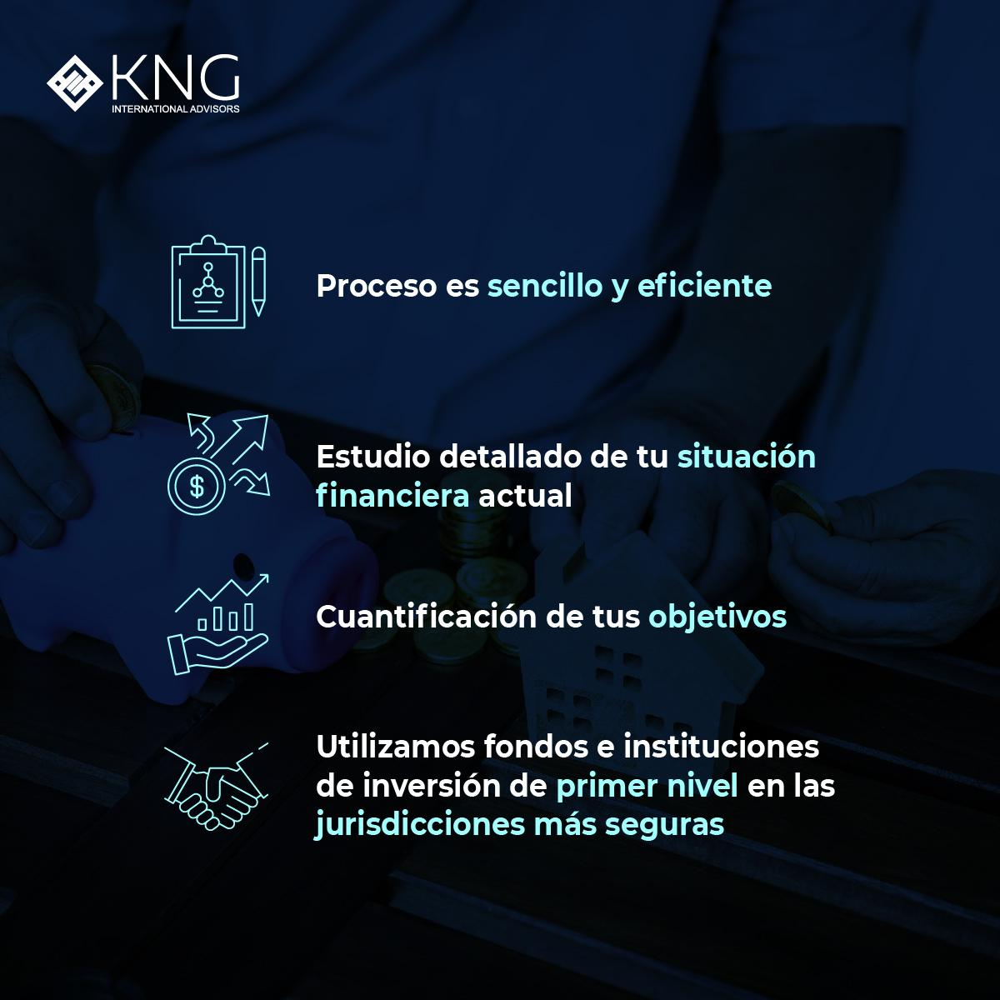 KNG
INTERNATIONAL ADVISORS
Proceso es sencillo y eficiente
$
Estudio detallado de tu situación
financiera actual
Cuantificación de tus objetivos
Utilizamos fondos e instituciones
de inversión de primer nivel en las
jurisdicciones más seguras